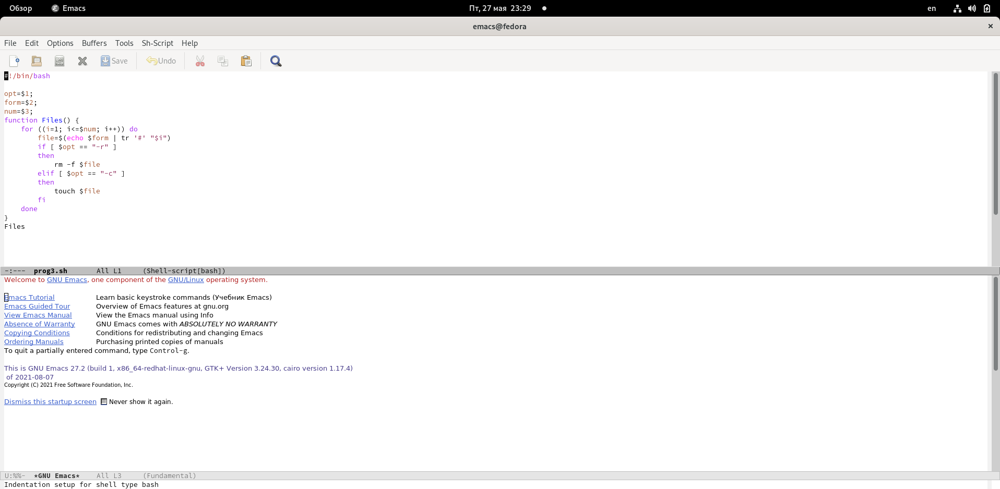 Обзор Emacs Пт, 27 мая 23:29 en
emacs@fedora
File Edit Options Buffers Tools Sh-Script Help
Save Undo
#!/bin/bash
opt=$1;
form=$2;
num=$3;
function Files() {
    for ((i=1; i<=$num; i++)) do
        file=$(echo $form | tr '#' "$i")
        if [ $opt == "-r" ]
        then
            rm -f $file
        elif [ $opt == "-c" ]
        then
            touch $file
        fi
    done
}
Files
-:---  prog3.sh       All L1     (Shell-script[bash])
Welcome to GNU Emacs, one component of the GNU/Linux operating system.
Emacs Tutorial Learn basic keystroke commands (Учебник Emacs)
Emacs Guided Tour Overview of Emacs features at gnu.org
View Emacs Manual View the Emacs manual using Info
Absence of Warranty GNU Emacs comes with ABSOLUTELY NO WARRANTY
Copying Conditions Conditions for redistributing and changing Emacs
Ordering Manuals Purchasing printed copies of manuals
To quit a partially entered command, type Control-g.
This is GNU Emacs 27.2 (build 1, x86_64-redhat-linux-gnu, GTK+ Version 3.24.30, cairo version 1.17.4)
of 2021-08-07
Copyright (C) 2021 Free Software Foundation, Inc.
Dismiss this startup screen Never show it again.
U:%%-  *GNU Emacs*    All L3     (Fundamental)
Indentation setup for shell type bash